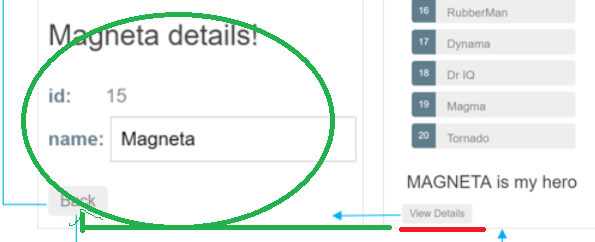 Magneta details!
id: 15
name: Magneta
Back
16 RubberMan
17 Dynama
18 Dr IQ
19 Magma
20 Tornado
MAGNETA is my hero
View Details